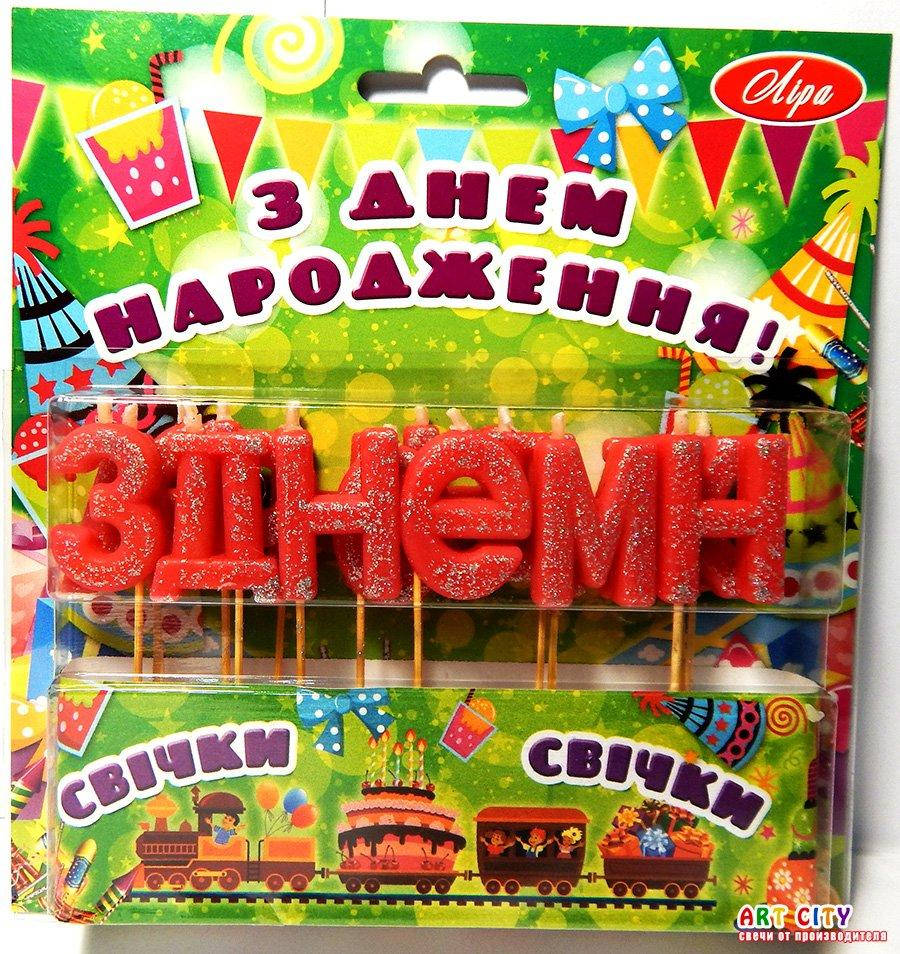 Ліра
З ДНЕМ
НАРОДЖЕННЯ!
ЗДНеМН
СВІЧКИ
СВІЧКИ
ART CITY
свечи от производителя